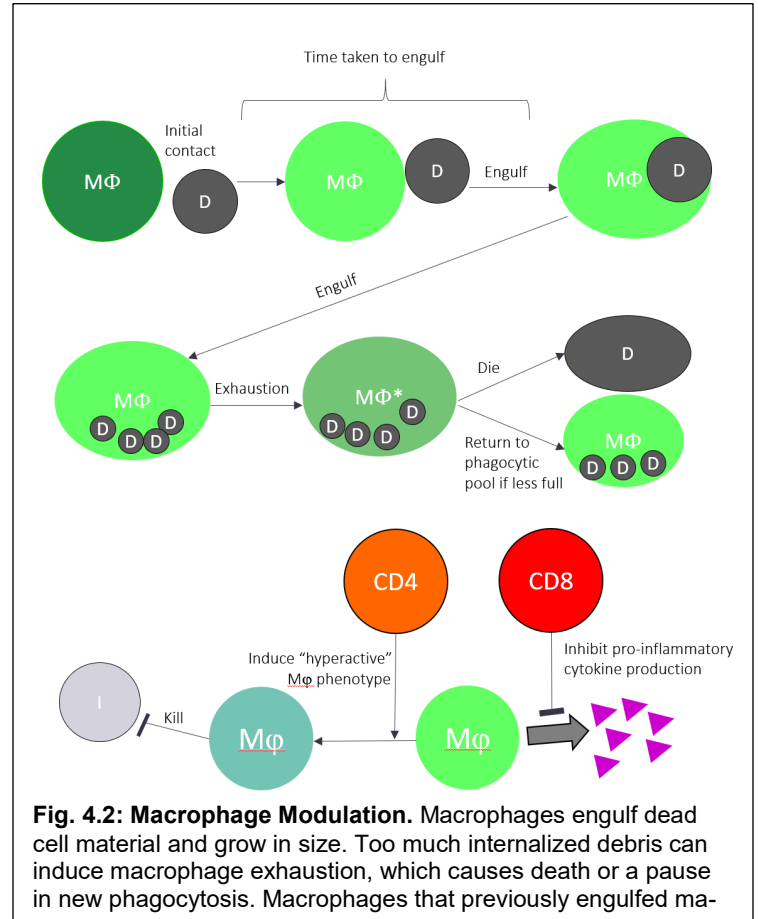 Time taken to engulf
Initial
contact
MΦ
D
MΦ
D
Engulf
MΦ
D
Engulf
MΦ
D
D
D
D
Exhaustion
MΦ*
D
D
D
D
Die
D
Return to
phagocytic
pool if less full
MΦ
D
D
D
CD4
CD8
Induce “hyperactive”
Mφ phenotype
Inhibit pro-inflammatory
cytokine production
I
Kill
Mφ
Mφ
Fig. 4.2: Macrophage Modulation. Macrophages engulf dead
cell material and grow in size. Too much internalized debris can
induce macrophage exhaustion, which causes death or a pause
in new phagocytosis. Macrophages that previously engulfed ma-